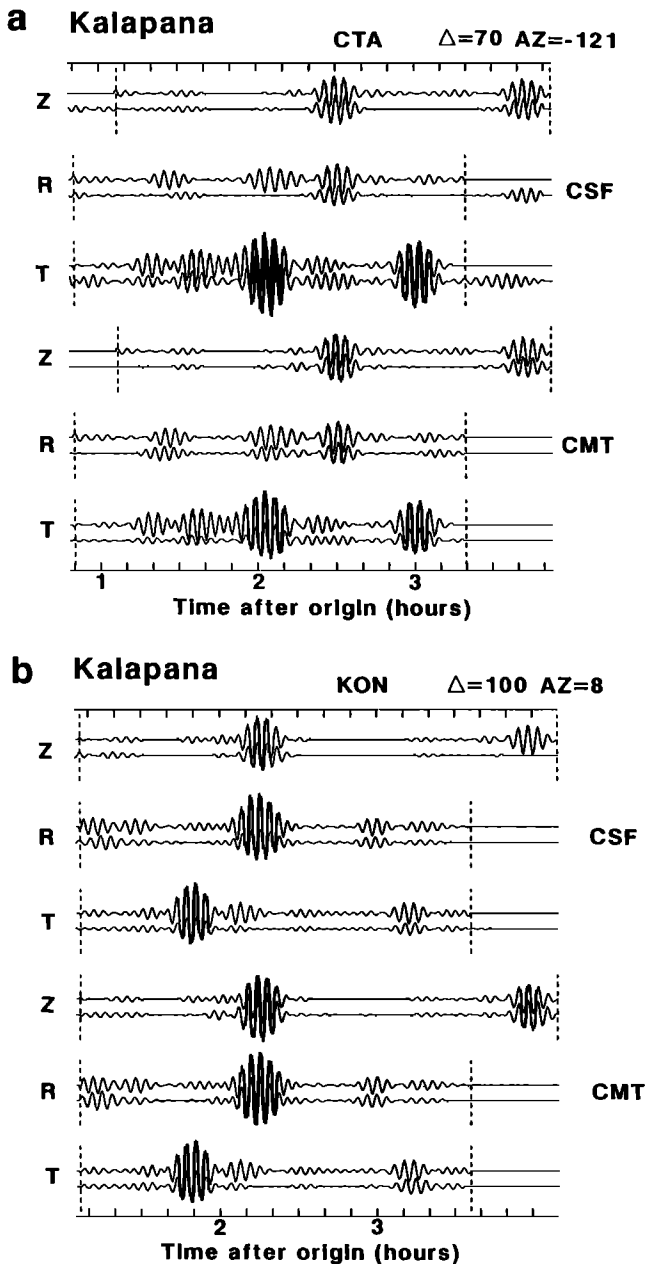 a Kalapana
CTA Δ=70 AZ=-121
Z
R CSF
T
Z
R CMT
T
1 2 3
Time after origin (hours)
b Kalapana
KON Δ=100 AZ=8
Z
R CSF
T
Z
R CMT
T
2 3
Time after origin (hours)